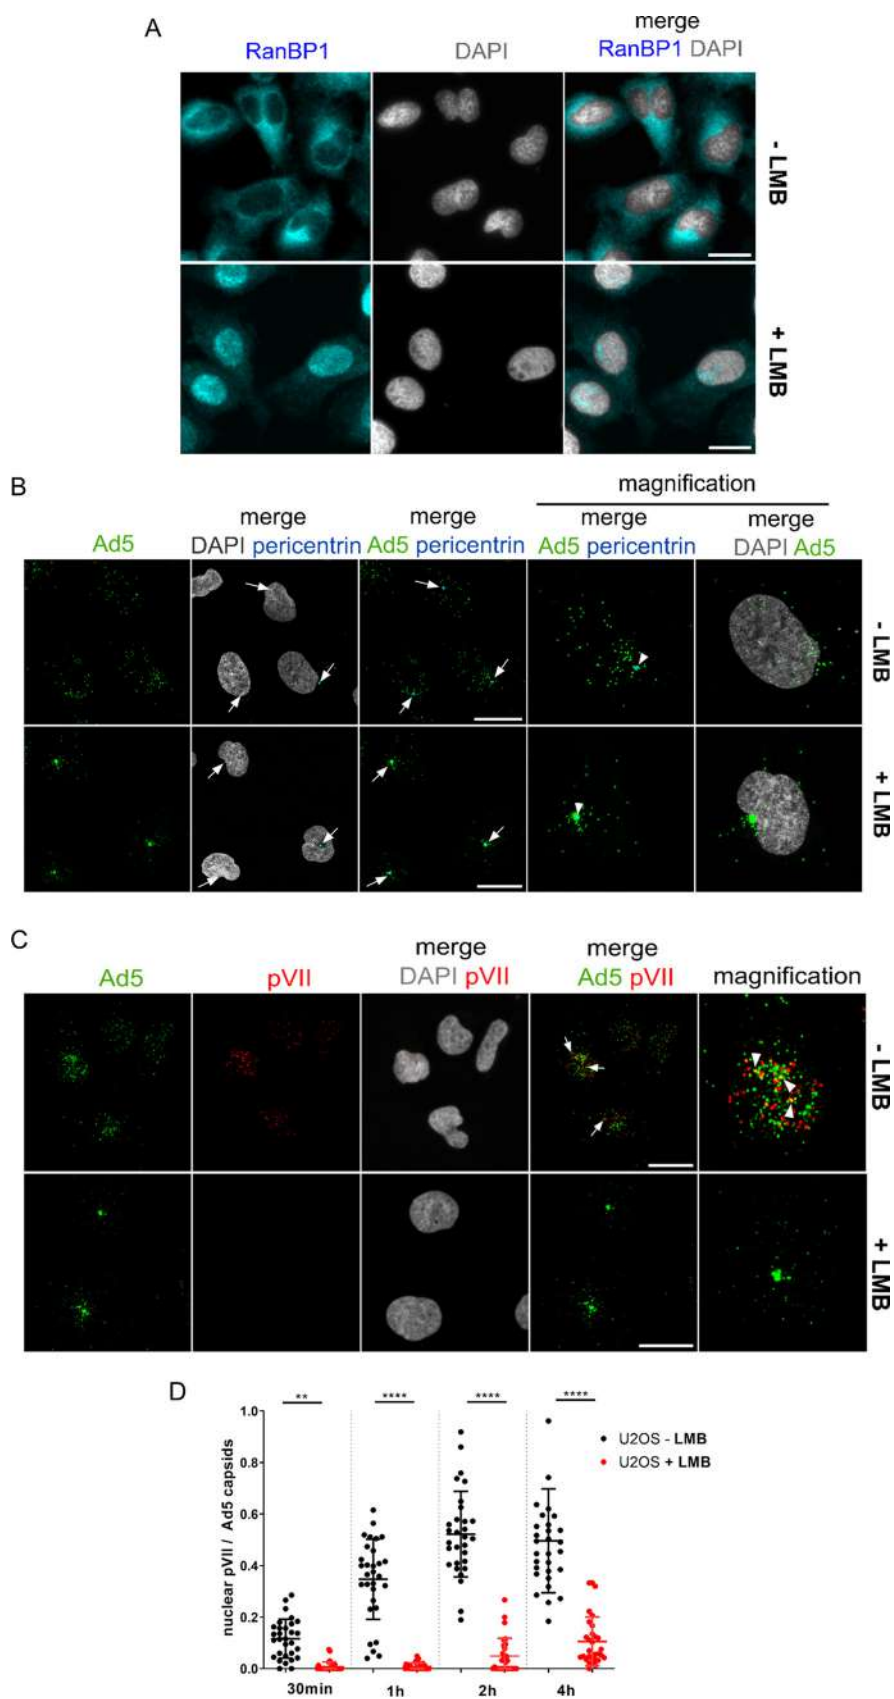 A
merge
RanBP1 DAPI RanBP1 DAPI
- LMB
+ LMB
B
magnification
merge merge merge merge
Ad5 DAPI pericentrin Ad5 pericentrin Ad5 pericentrin DAPI Ad5
- LMB
+ LMB
C
merge merge
Ad5 pVII DAPI pVII Ad5 pVII magnification
- LMB
+ LMB
D
** **** **** ****
nuclear pVII / Ad5 capsids
1.0
0.8
0.6
0.4
0.2
0.0
U2OS - LMB
U2OS + LMB
30min 1h 2h 4h